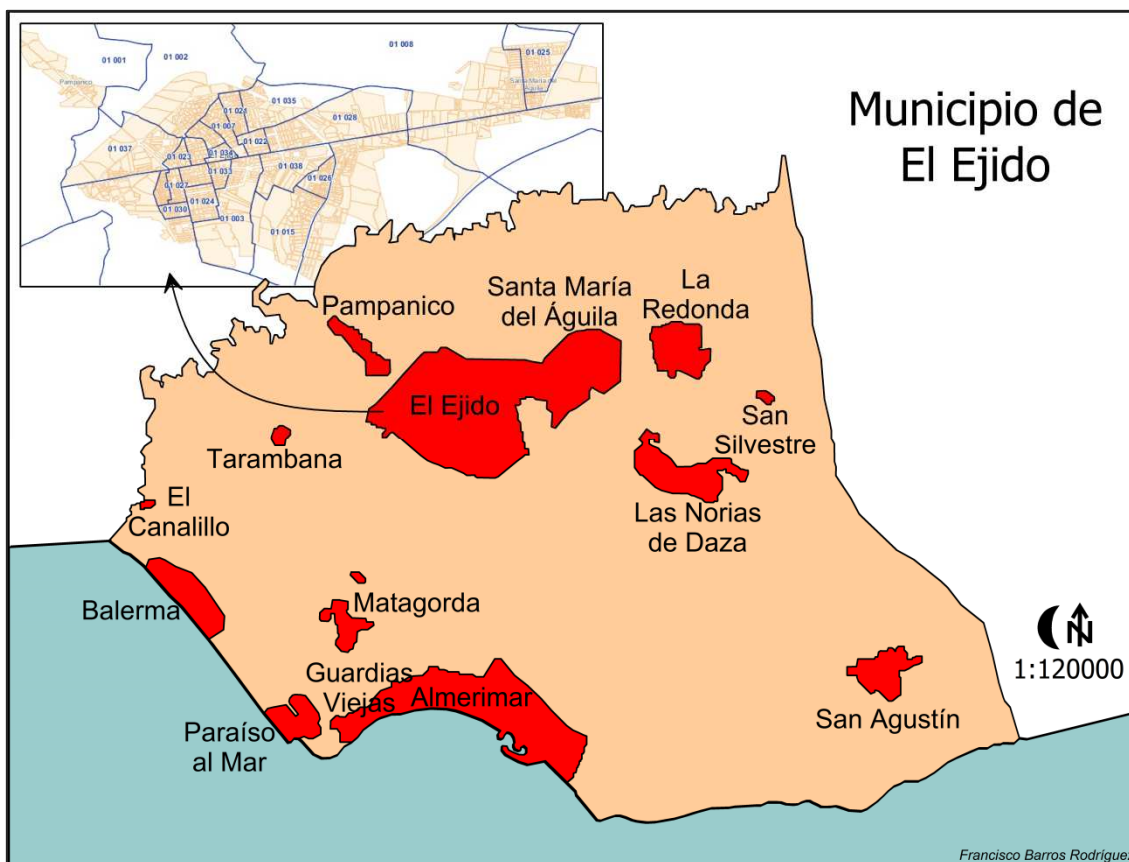 Municipio de
El Ejido
01 001
01 002
01 008
01 025
Pampanico
Santa María del
Águila
01 021
01 035
01 007
01 028
01 022
01 037
01 023
01 034
01 033
01 038
01 026
01 027
01 024
01 030
01 003
01 015
Pampanico
Santa María
del Águila
La
Redonda
El Ejido
San
Silvestre
Tarambana
El
Canalillo
Las Norias
de Daza
Balerma
Matagorda
Guardias
Viejas
Almerimar
Paraíso
al Mar
San Agustín
N
1:120000
Francisco Barros Rodríguez